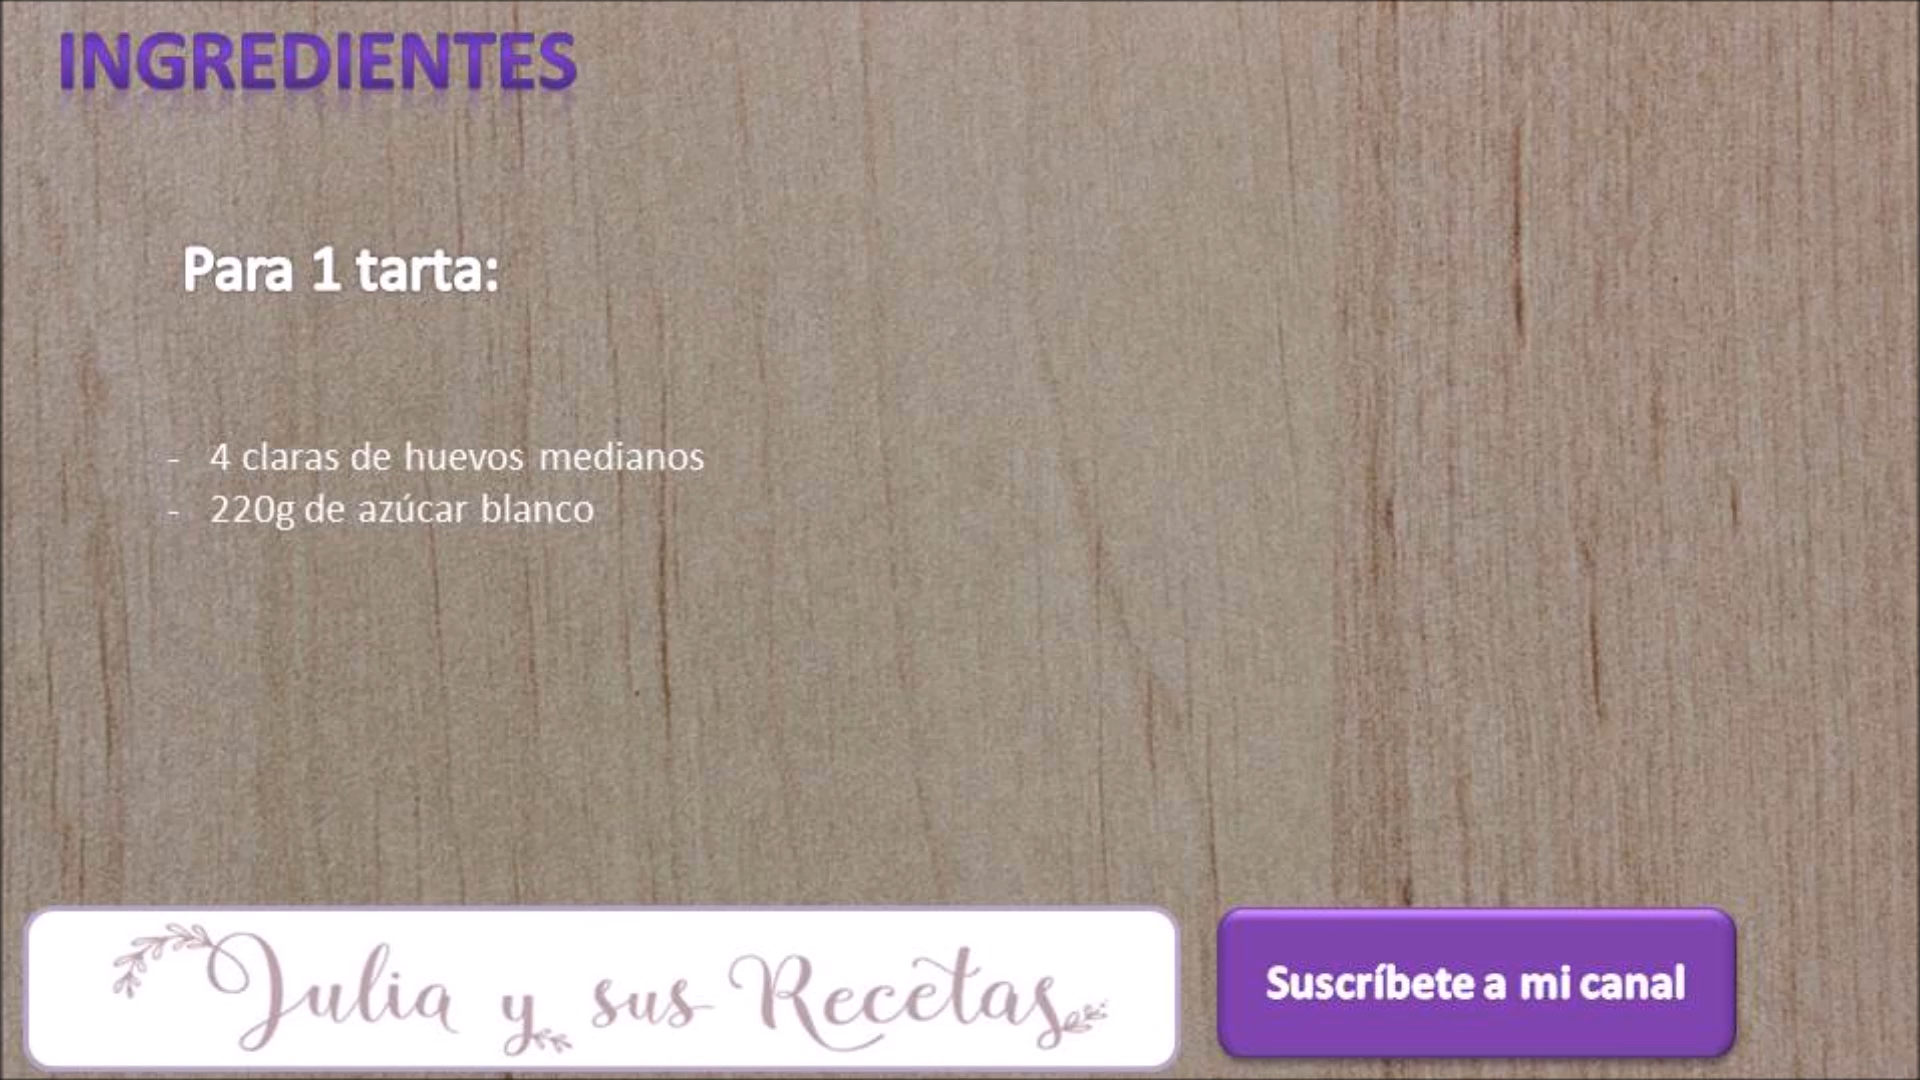 INGREDIENTES
Para 1 tarta:
- 4 claras de huevos medianos
- 220g de azúcar blanco
Julia y sus Recetas
Suscríbete a mi canal